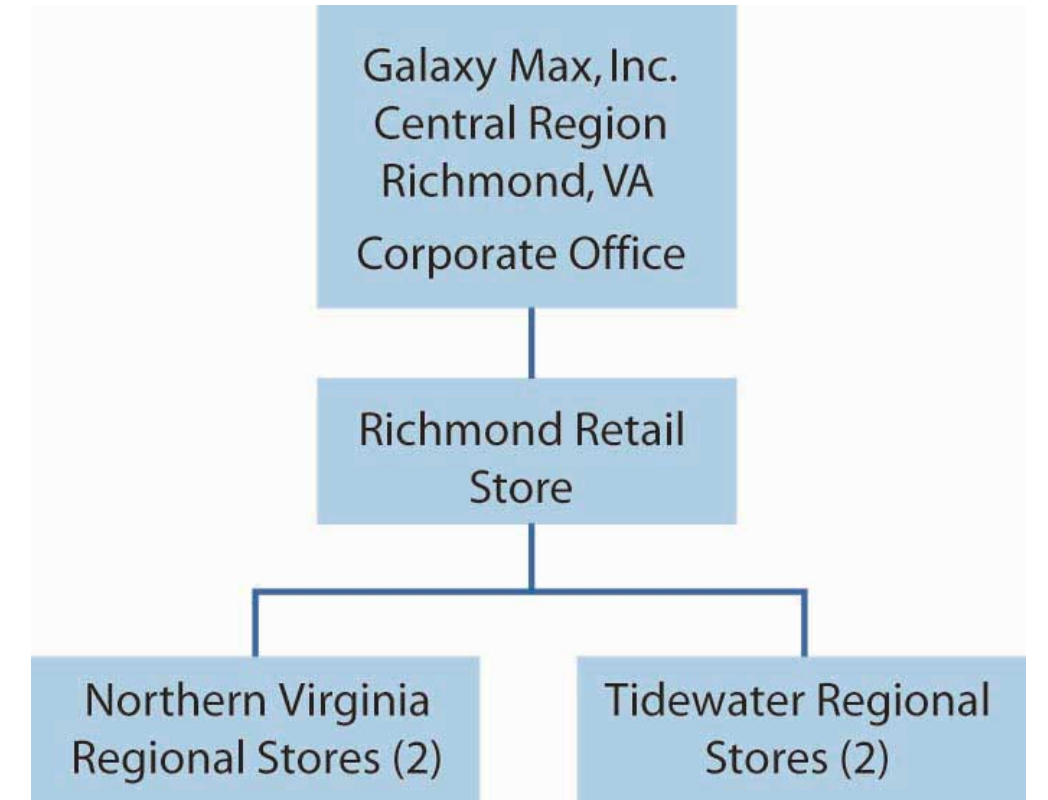 Galaxy Max, Inc.
Central Region
Richmond, VA
Corporate Office
Richmond Retail
Store
Northern Virginia
Regional Stores (2)
Tidewater Regional
Stores (2)